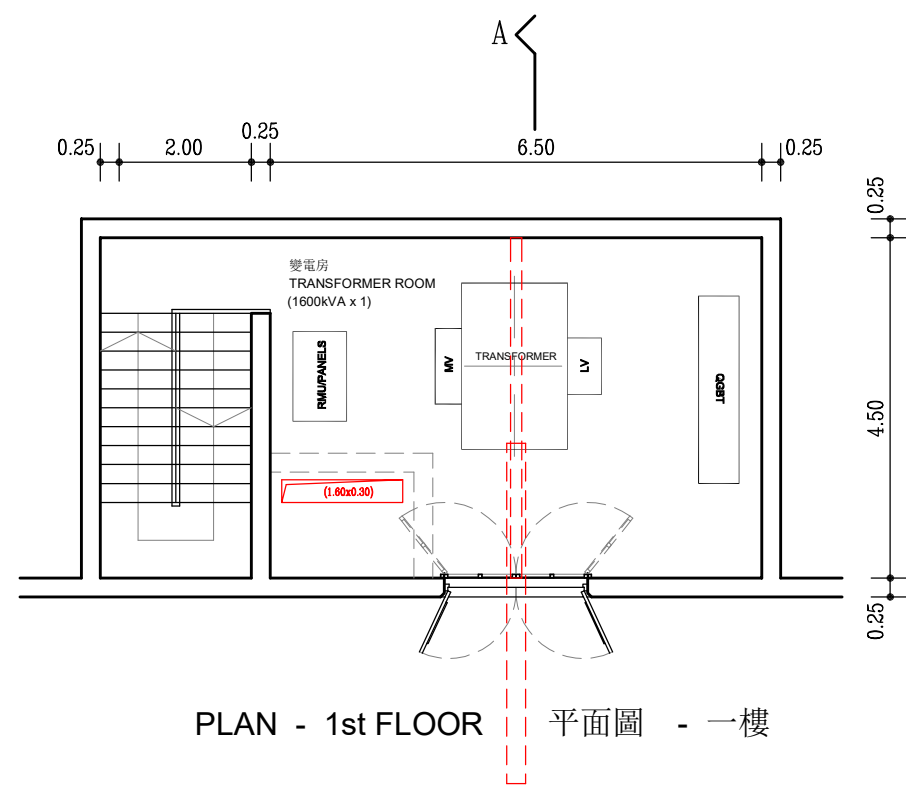 A
0.25
2.00
0.25
6.50
0.25
0.25
變電房
TRANSFORMER ROOM
(1600kVA x 1)
RMU/PANELS
MV
TRANSFORMER
LV
QGBT
4.50
(1.60x0.30)
0.25
PLAN - 1st FLOOR 平面圖 - 一樓